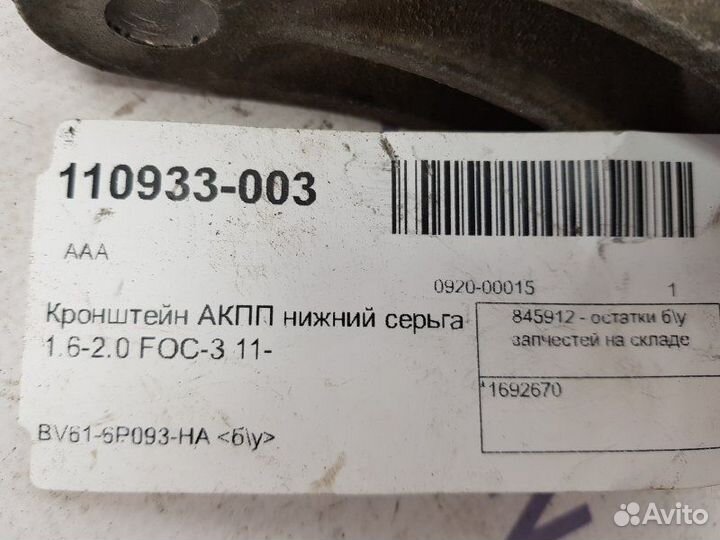 110933-003
AAA
0920-00015 1
Кронштейн АКПП нижний серьга
1.6-2.0 FOC-3 11-
845912 - остатки б\у
запчестей на складе
*1692670
BV61-6P093-HA <б\у>
Avito